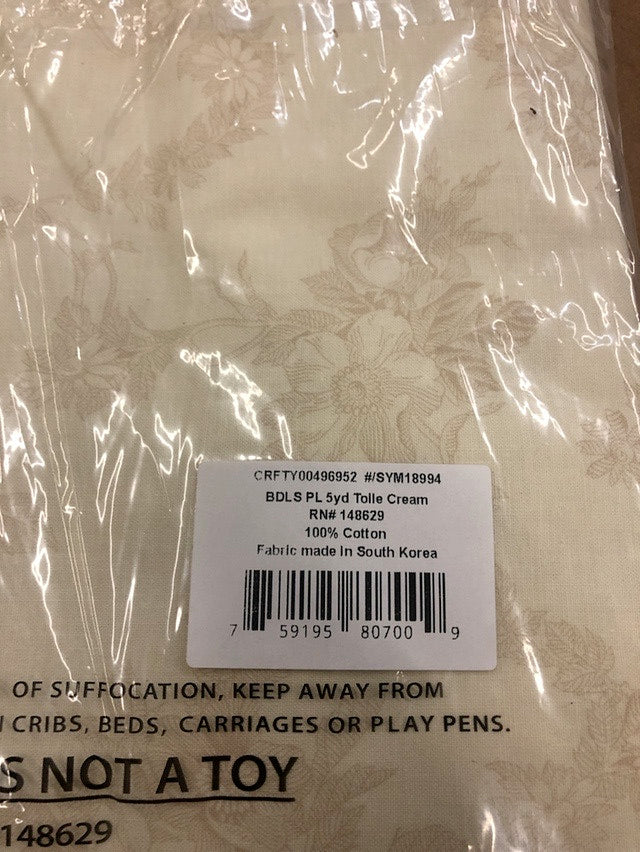 CRFTY00496952 #/SYM18994
BDLS PL 5yd Tolle Cream
RN# 148629
100% Cotton
Fabric made in South Korea
7 59195 80700 9
OF SUFFOCATION, KEEP AWAY FROM
CRIBS, BEDS, CARRIAGES OR PLAY PENS.
S NOT A TOY
148629